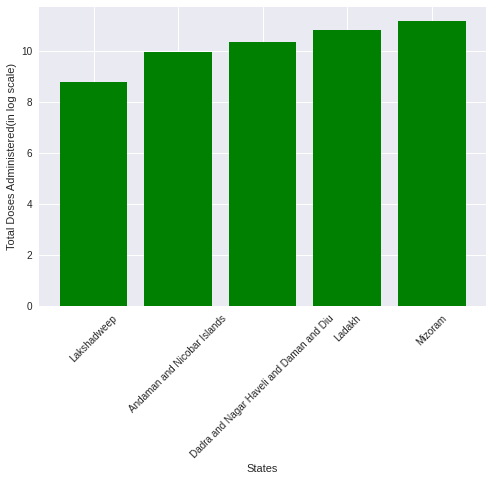 Total Doses Administered(in log scale)
10
8
6
4
2
0
Lakshadweep
Andaman and Nicobar Islands
Dadra and Nagar Haveli and Daman and Diu
Ladakh
Mizoram
States